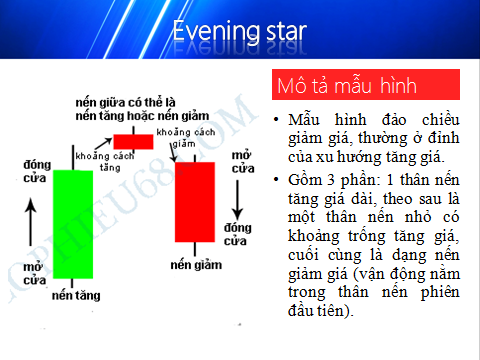 Evening star
Mô tả mẫu hình
• Mẫu hình đảo chiều
giảm giá, thường ở đỉnh
của xu hướng tăng giá.
• Gồm 3 phần: 1 thân nến
tăng giá dài, theo sau là
một thân nến nhỏ có
khoảng trống tăng giá,
cuối cùng là dạng nến
giảm giá (vận động nằm
trong thân nến phiên
đầu tiên).
nến giữa có thể là
nến tăng hoặc nến giảm
khoảng cách
tăng
khoảng cách
giảm
đóng
cửa
mở
cửa
nến tăng
mở
cửa
đóng
cửa
nến giảm
OPHIEU68.COM